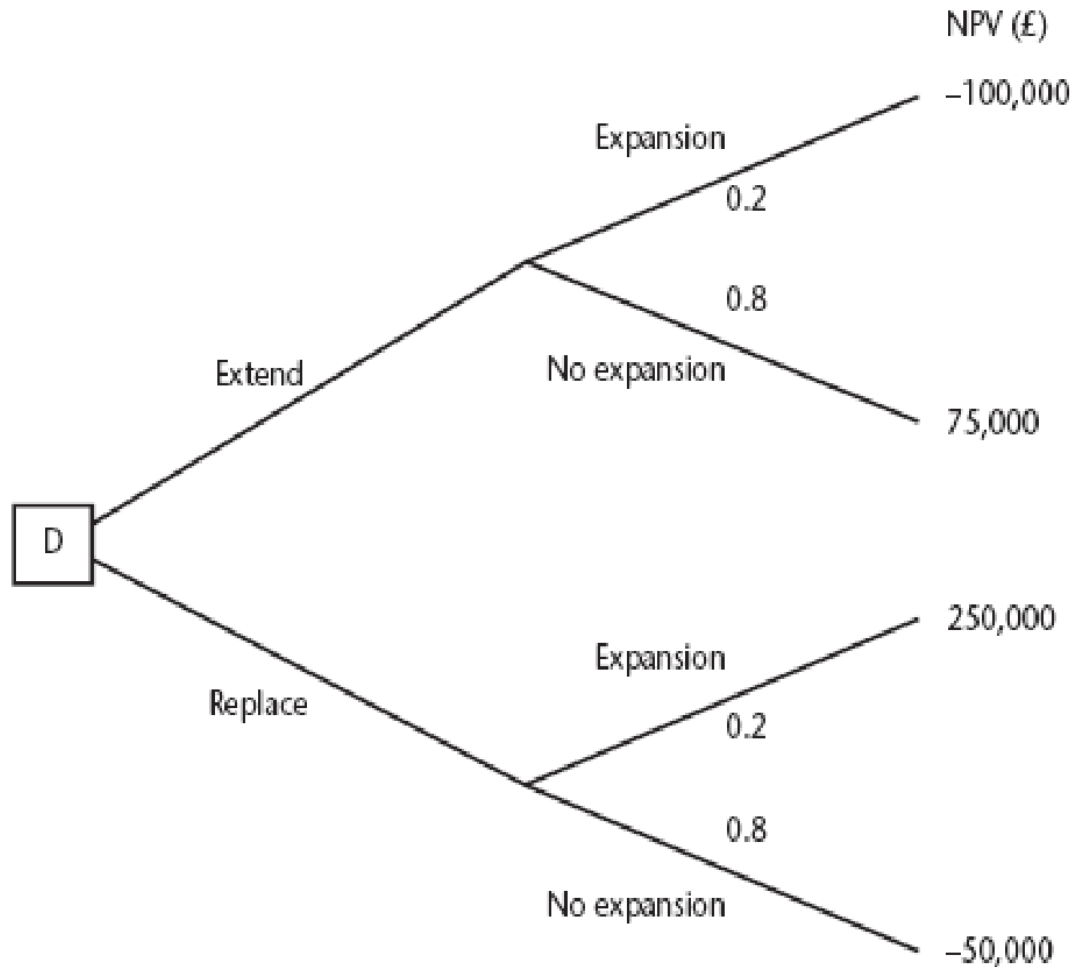 NPV (£)
–100,000
Expansion
0.2
0.8
No expansion
Extend
75,000
D
250,000
Expansion
Replace
0.2
0.8
No expansion
–50,000